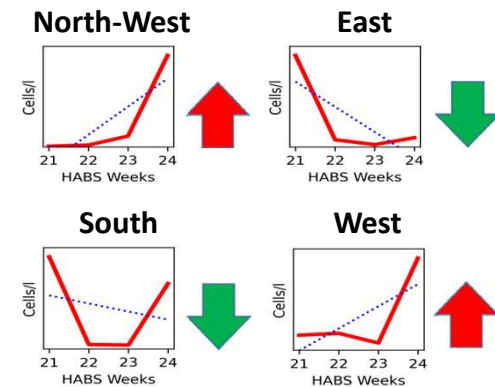 North-West
Cells/l
21 22 23 24
HABS Weeks
East
Cells/l
21 22 23 24
HABS Weeks
South
Cells/l
21 22 23 24
HABS Weeks
West
Cells/l
21 22 23 24
HABS Weeks